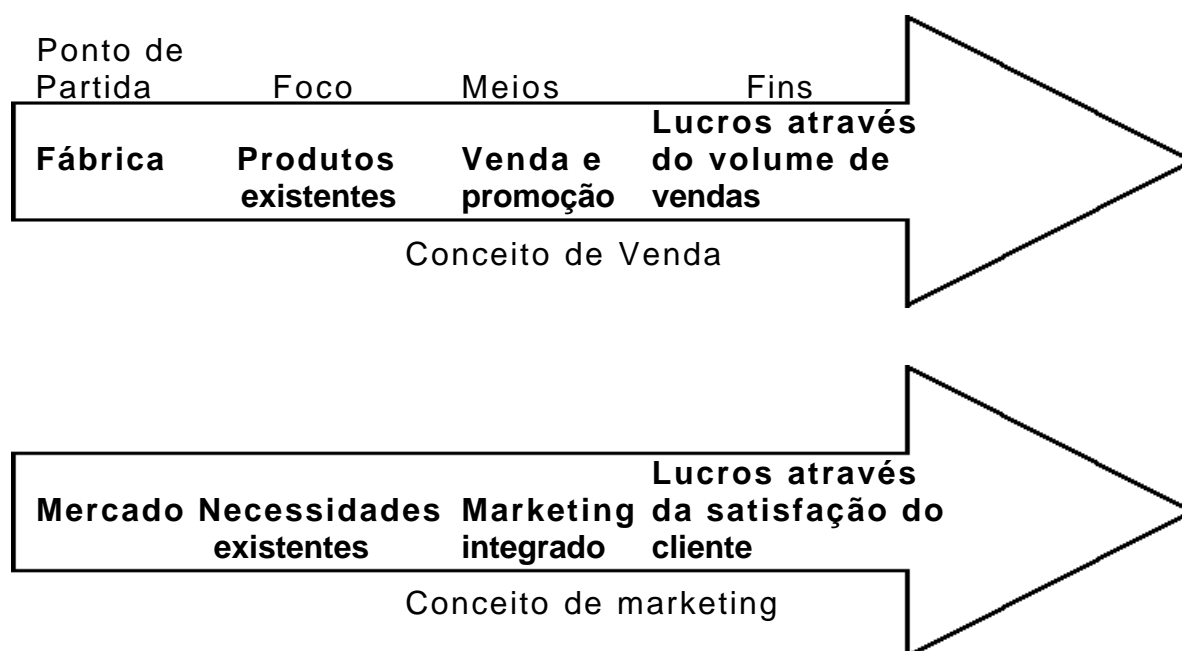 Ponto de
Partida Foco Meios Fins
Lucros através
Fábrica Produtos Venda e do volume de
existentes promoção vendas
Conceito de Venda
Lucros através
Mercado Necessidades Marketing da satisfação do
existentes integrado cliente
Conceito de marketing